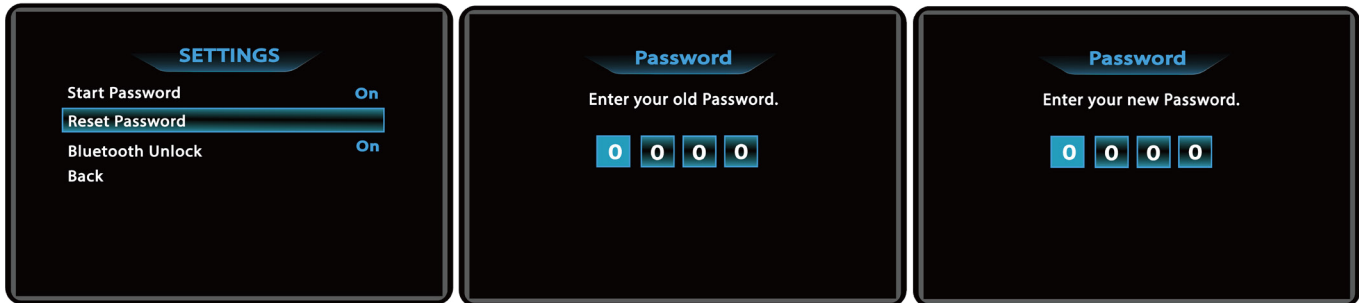 SETTINGS
Start Password On
Reset Password
Bluetooth Unlock On
Back
Password
Enter your old Password.
0 0 0 0
Password
Enter your new Password.
0 0 0 0